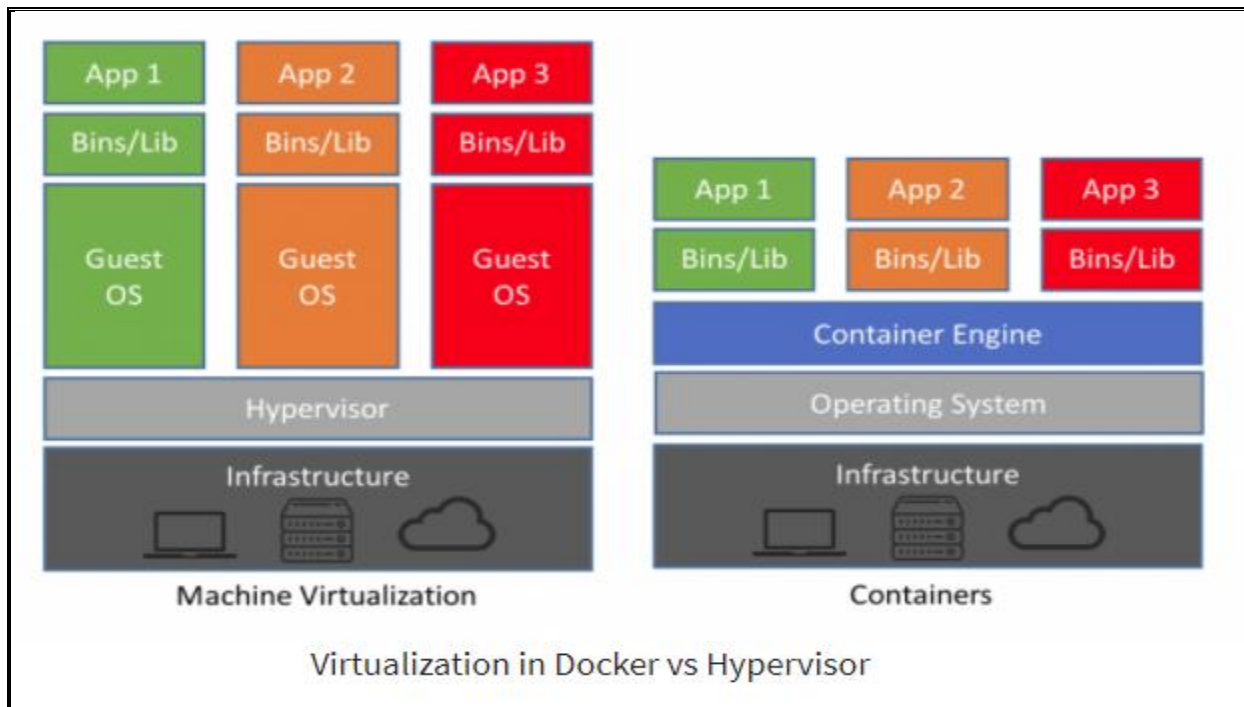 App 1
App 2
App 3
Bins/Lib
Bins/Lib
Bins/Lib
Guest
OS
Guest
OS
Guest
OS
Hypervisor
Infrastructure
Machine Virtualization
App 1
App 2
App 3
Bins/Lib
Bins/Lib
Bins/Lib
Container Engine
Operating System
Infrastructure
Containers
Virtualization in Docker vs Hypervisor